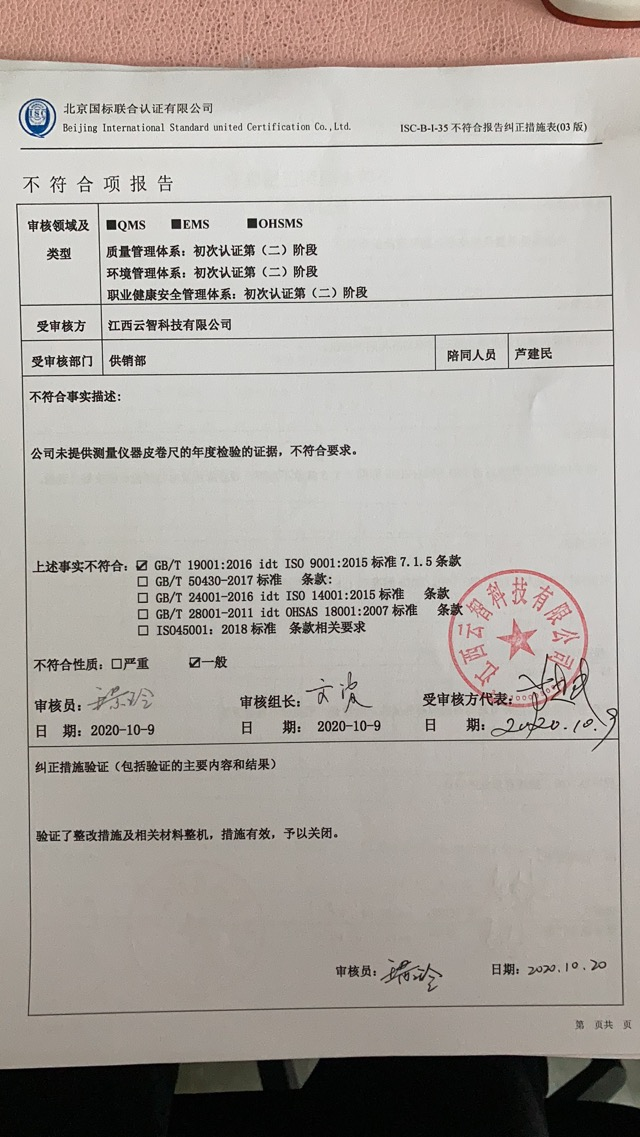 北京国标联合认证有限公司
Beijing International Standard united Certification Co.,Ltd.
ISC-B-I-35 不符合报告纠正措施表(03 版)
ISC
不 符 合 项 报 告
审核领域及类型
■QMS ■EMS ■OHSMS
质量管理体系：初次认证第（二）阶段
环境管理体系：初次认证第（二）阶段
职业健康安全管理体系：初次认证第（二）阶段
受审核方 江西云智科技有限公司
受审核部门 供销部 陪同人员 芦建民
不符合事实描述:
公司未提供测量仪器皮卷尺的年度检验的证据，不符合要求。
上述事实不符合：☑ GB/T 19001:2016 idt ISO 9001:2015 标准 7.1.5 条款
□ GB/T 50430-2017 标准 条款:
□ GB/T 24001-2016 idt ISO 14001:2015 标准 条款
□ GB/T 28001-2011 idt OHSAS 18001:2007 标准 条款
□ ISO45001：2018 标准 条款相关要求
江西云智科技有限公司
不符合性质：□严重 ☑一般
审核员: 审核组长: 受审核方代表:
日 期：2020-10-9 日 期： 2020-10-9 日 期: 2020.10.9
纠正措施验证（包括验证的主要内容和结果）
验证了整改措施及相关材料整机，措施有效，予以关闭。
审核员: 日期: 2020.10.20
第 页共 页